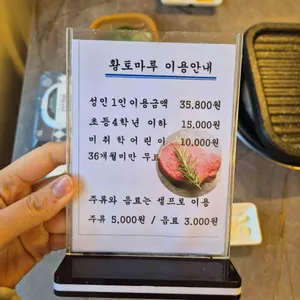 황토마루 이용안내
성인 1인이용금액 35,800원
초등4학년 이하 15,000원
미취학어린이 10,000원
36개월미만 무료
주류와 음료는 셀프로 이용
주류 5,000원 / 음료 3,000원